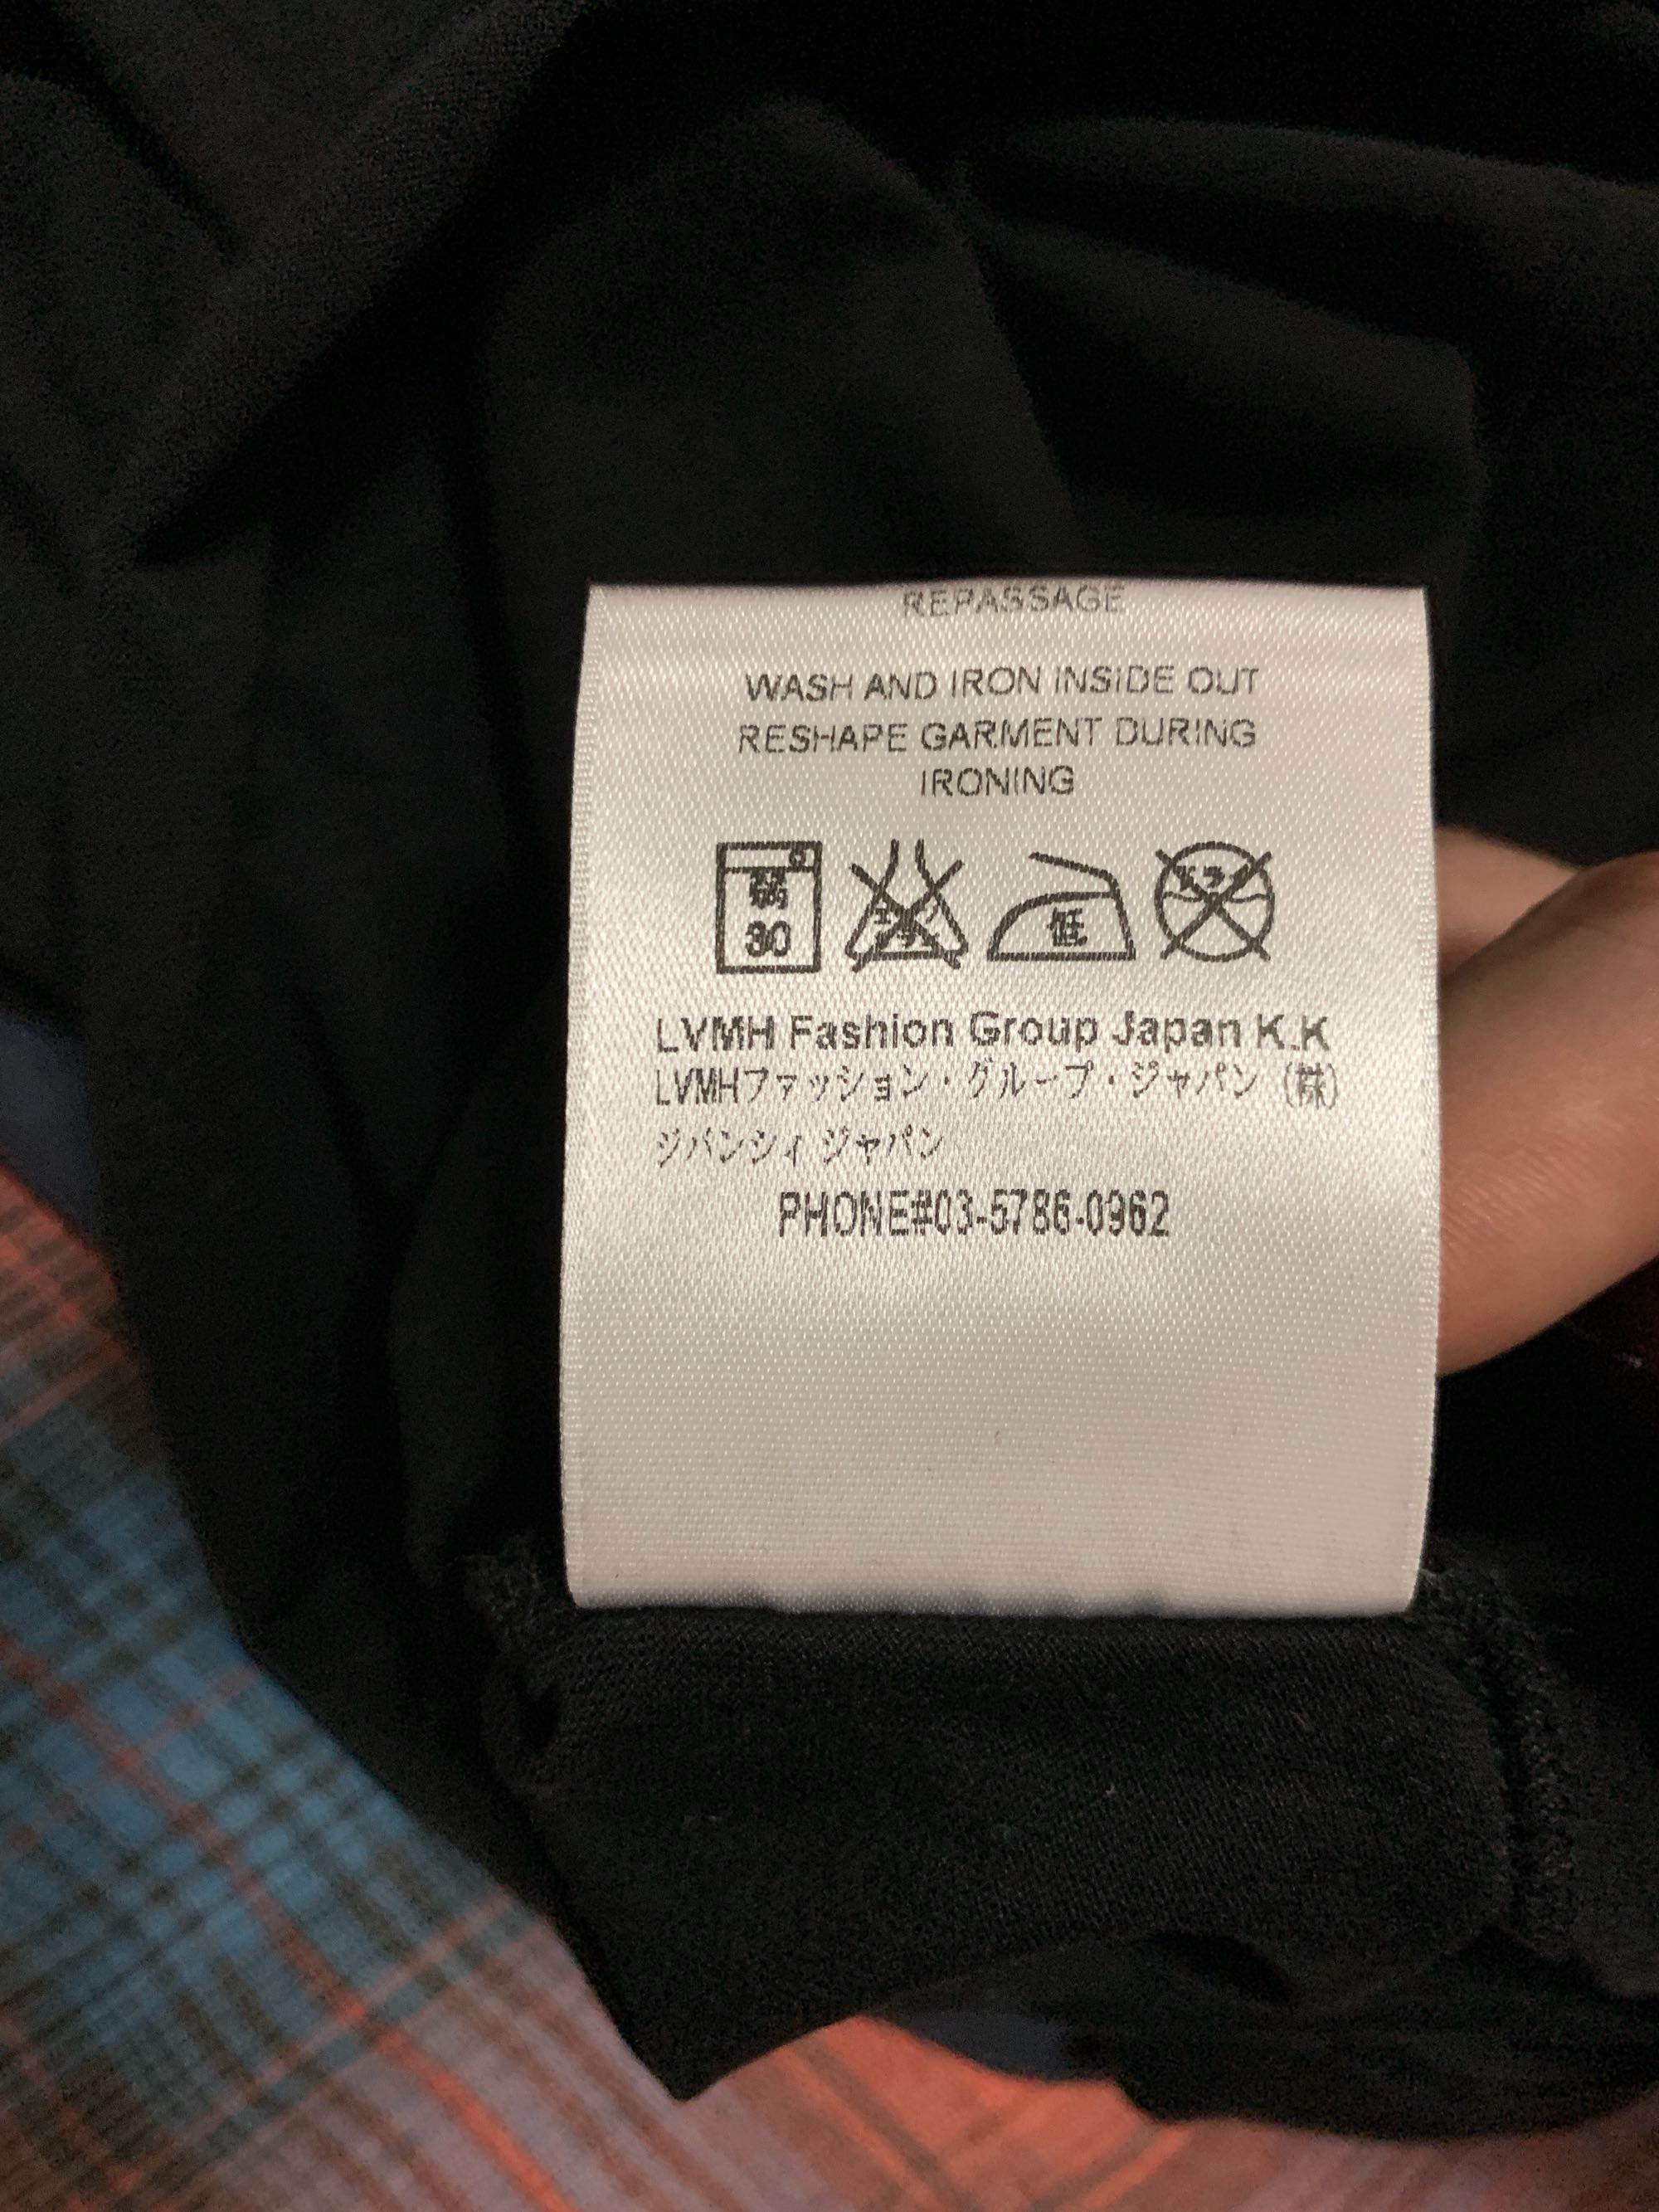 REPASSAGE
WASH AND IRON INSIDE OUT
RESHAPE GARMENT DURING
IRONING
30 低
LVMH Fashion Group Japan K.K
LVMHファッション・グループ・ジャパン (株)
ジバンシィ ジャパン
PHONE#03-5786-0962